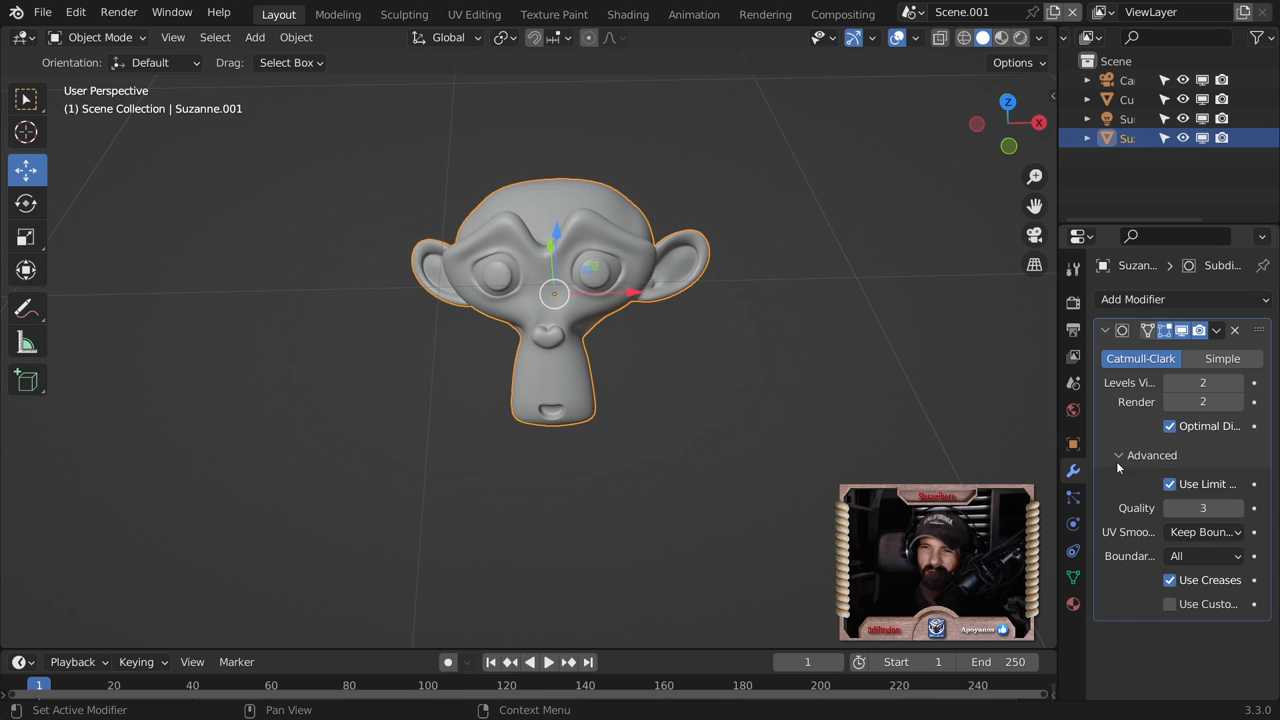 File Edit Render Window Help Layout Modeling Sculpting UV Editing Texture Paint Shading Animation Rendering Compositing Scene.001 ViewLayer
Object Mode View Select Add Object Global
Orientation: Default Drag: Select Box Options
User Perspective
(1) Scene Collection | Suzanne.001
Z
X
Scene
Ca
Cu
Su
Su
Suzan... Subdi...
Add Modifier
Catmull-Clark Simple
Levels Vi... 2
Render 2
Optimal Di...
Advanced
Use Limit ...
Quality 3
UV Smoo... Keep Boun...
Boundar... All
Use Creases
Use Custo...
Suscribete
CALIFORNIA
3difusion
Apoyanos
Playback Keying View Marker 1 Start 1 End 250
1 20 40 60 80 100 120 140 160 180 200 220 240
Set Active Modifier Pan View Context Menu 3.3.0